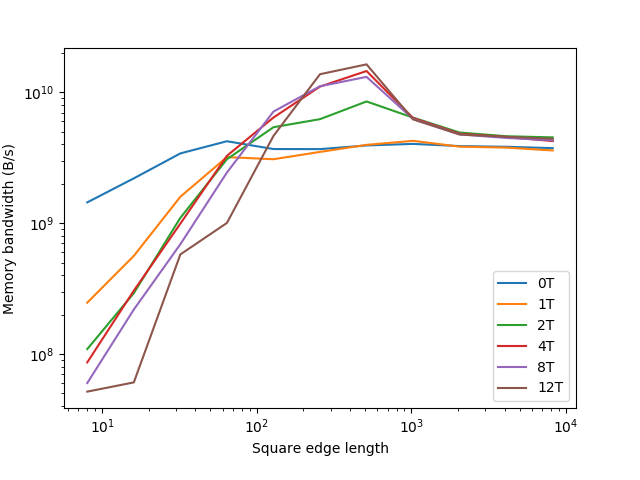 10¹⁰
10⁹
10⁸
Memory bandwidth (B/s)
0T
1T
2T
4T
8T
12T
10¹ 10² 10³ 10⁴
Square edge length